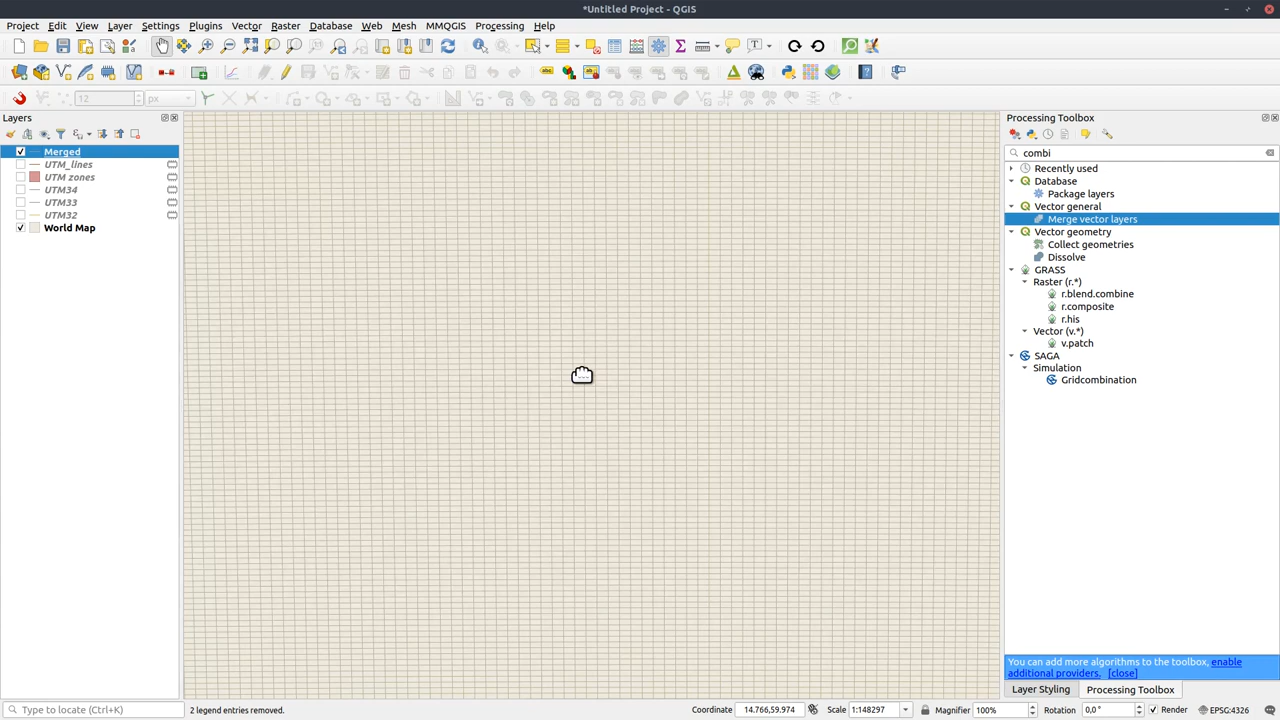 *Untitled Project - QGIS
Project Edit View Layer Settings Plugins Vector Raster Database Web Mesh MMQGIS Processing Help
12 px
Layers
Merged
UTM_lines
UTM zones
UTM34
UTM33
UTM32
World Map
Processing Toolbox
combi
Recently used
Database
Package layers
Vector general
Merge vector layers
Vector geometry
Collect geometries
Dissolve
GRASS
Raster (r.*)
r.blend.combine
r.composite
r.his
Vector (v.*)
v.patch
SAGA
Simulation
Gridcombination
You can add more algorithms to the toolbox, enable
additional providers. [close]
Layer Styling Processing Toolbox
Type to locate (Ctrl+K) 2 legend entries removed. Coordinate 14.766,59.974 Scale 1:148297 Magnifier 100% Rotation 0,0° Render EPSG:4326